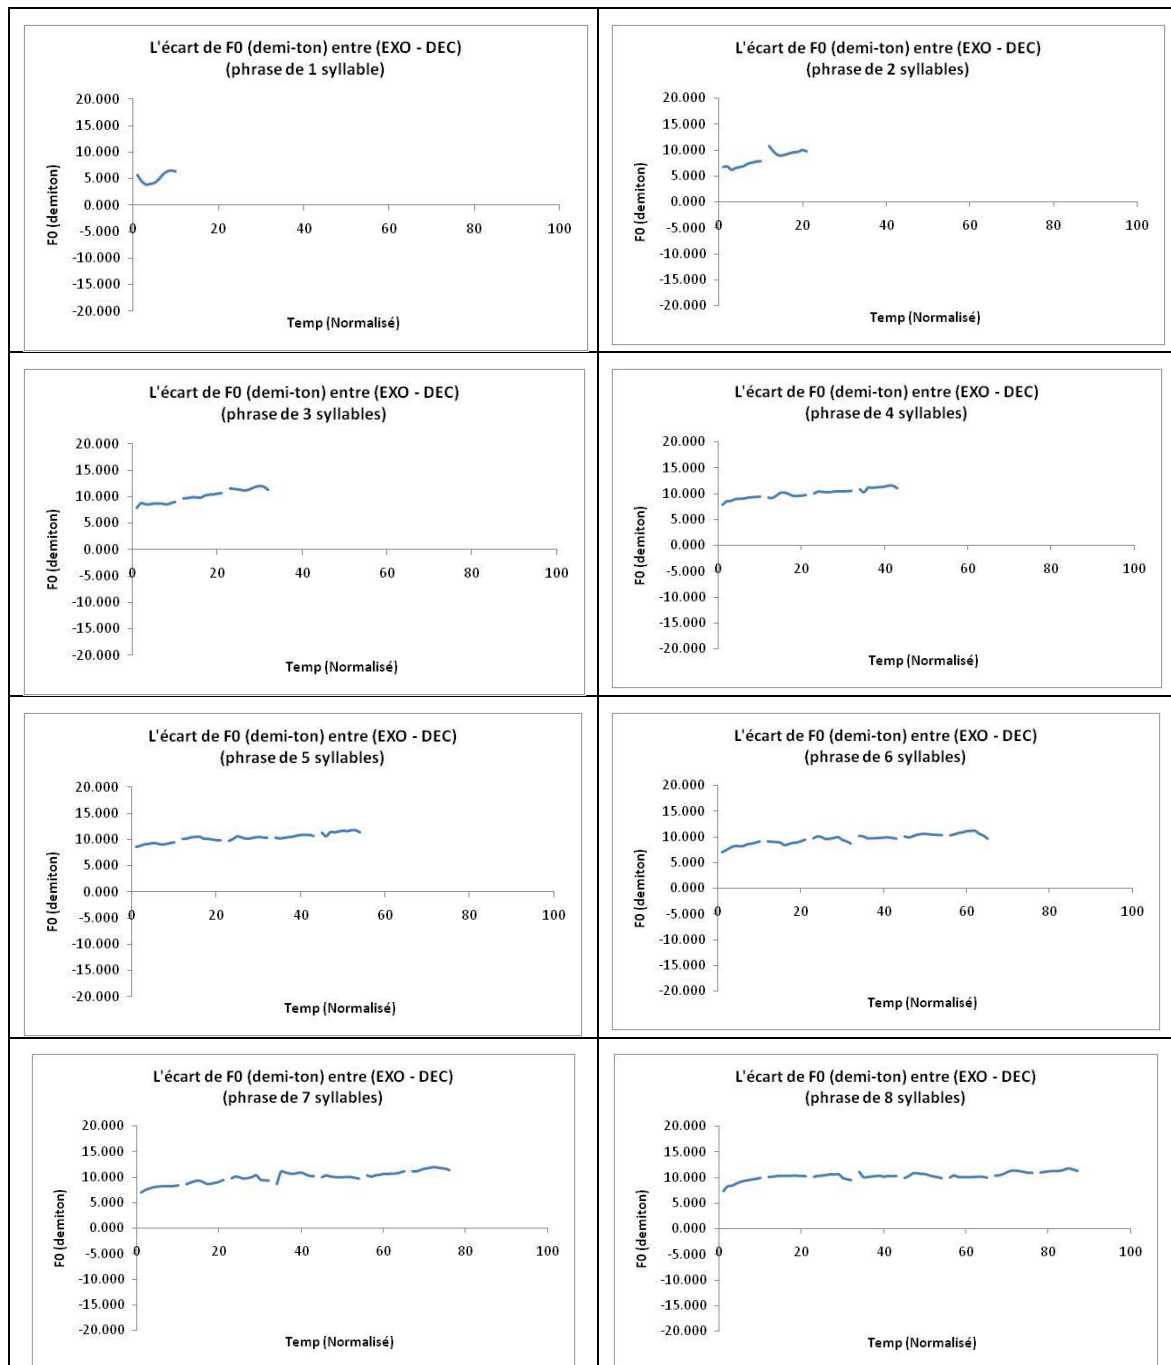 L'écart de F0 (demi-ton) entre (EXO - DEC)
(phrase de 1 syllable)
20.000
15.000
10.000
5.000
0.000
-5.000
-10.000
-15.000
-20.000
0 20 40 60 80 100
F0 (demiton)
Temp (Normalisé)
L'écart de F0 (demi-ton) entre (EXO - DEC)
(phrase de 2 syllables)
20.000
15.000
10.000
5.000
0.000
-5.000
-10.000
-15.000
-20.000
0 20 40 60 80 100
F0 (demiton)
Temp (Normalisé)
L'écart de F0 (demi-ton) entre (EXO - DEC)
(phrase de 3 syllables)
20.000
15.000
10.000
5.000
0.000
-5.000
-10.000
-15.000
-20.000
0 20 40 60 80 100
F0 (demiton)
Temp (Normalisé)
L'écart de F0 (demi-ton) entre (EXO - DEC)
(phrase de 4 syllables)
20.000
15.000
10.000
5.000
0.000
-5.000
-10.000
-15.000
-20.000
0 20 40 60 80 100
F0 (demiton)
Temp (Normalisé)
L'écart de F0 (demi-ton) entre (EXO - DEC)
(phrase de 5 syllables)
20.000
15.000
10.000
5.000
0.000
-5.000
-10.000
-15.000
-20.000
0 20 40 60 80 100
F0 (demiton)
Temp (Normalisé)
L'écart de F0 (demi-ton) entre (EXO - DEC)
(phrase de 6 syllables)
20.000
15.000
10.000
5.000
0.000
-5.000
-10.000
-15.000
-20.000
0 20 40 60 80 100
F0 (demiton)
Temp (Normalisé)
L'écart de F0 (demi-ton) entre (EXO - DEC)
(phrase de 7 syllables)
20.000
15.000
10.000
5.000
0.000
-5.000
-10.000
-15.000
-20.000
0 20 40 60 80 100
F0 (demiton)
Temp (Normalisé)
L'écart de F0 (demi-ton) entre (EXO - DEC)
(phrase de 8 syllables)
20.000
15.000
10.000
5.000
0.000
-5.000
-10.000
-15.000
-20.000
0 20 40 60 80 100
F0 (demiton)
Temp (Normalisé)